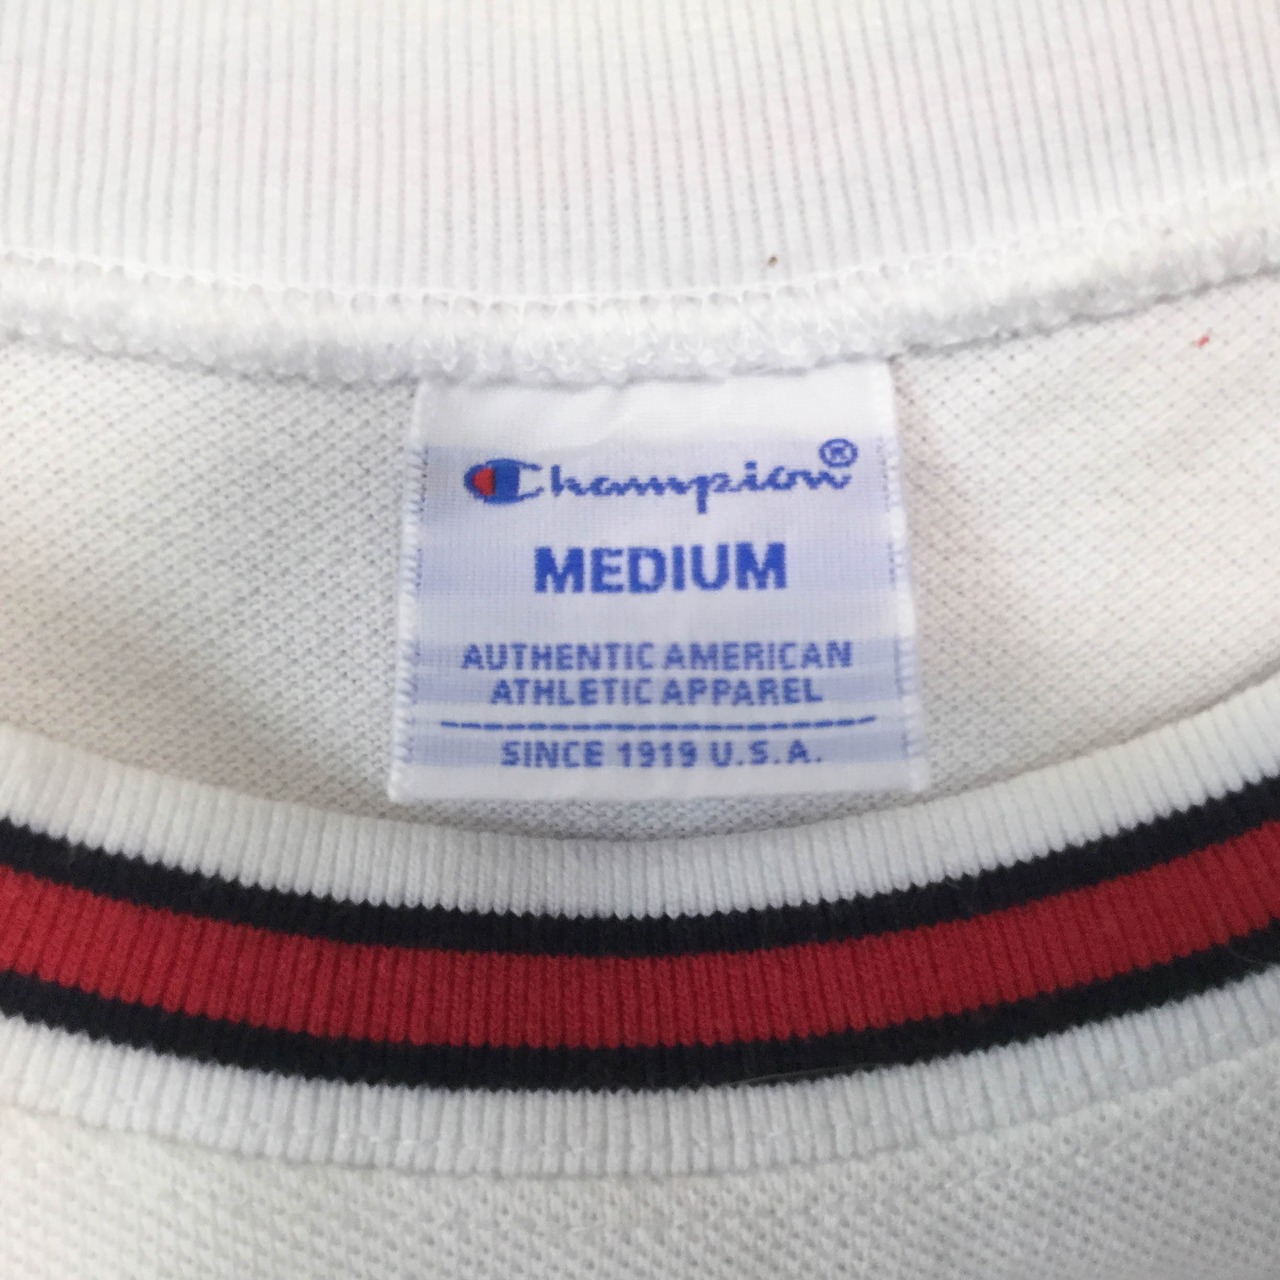 Champion®
MEDIUM
AUTHENTIC AMERICAN
ATHLETIC APPAREL
SINCE 1919 U.S.A.